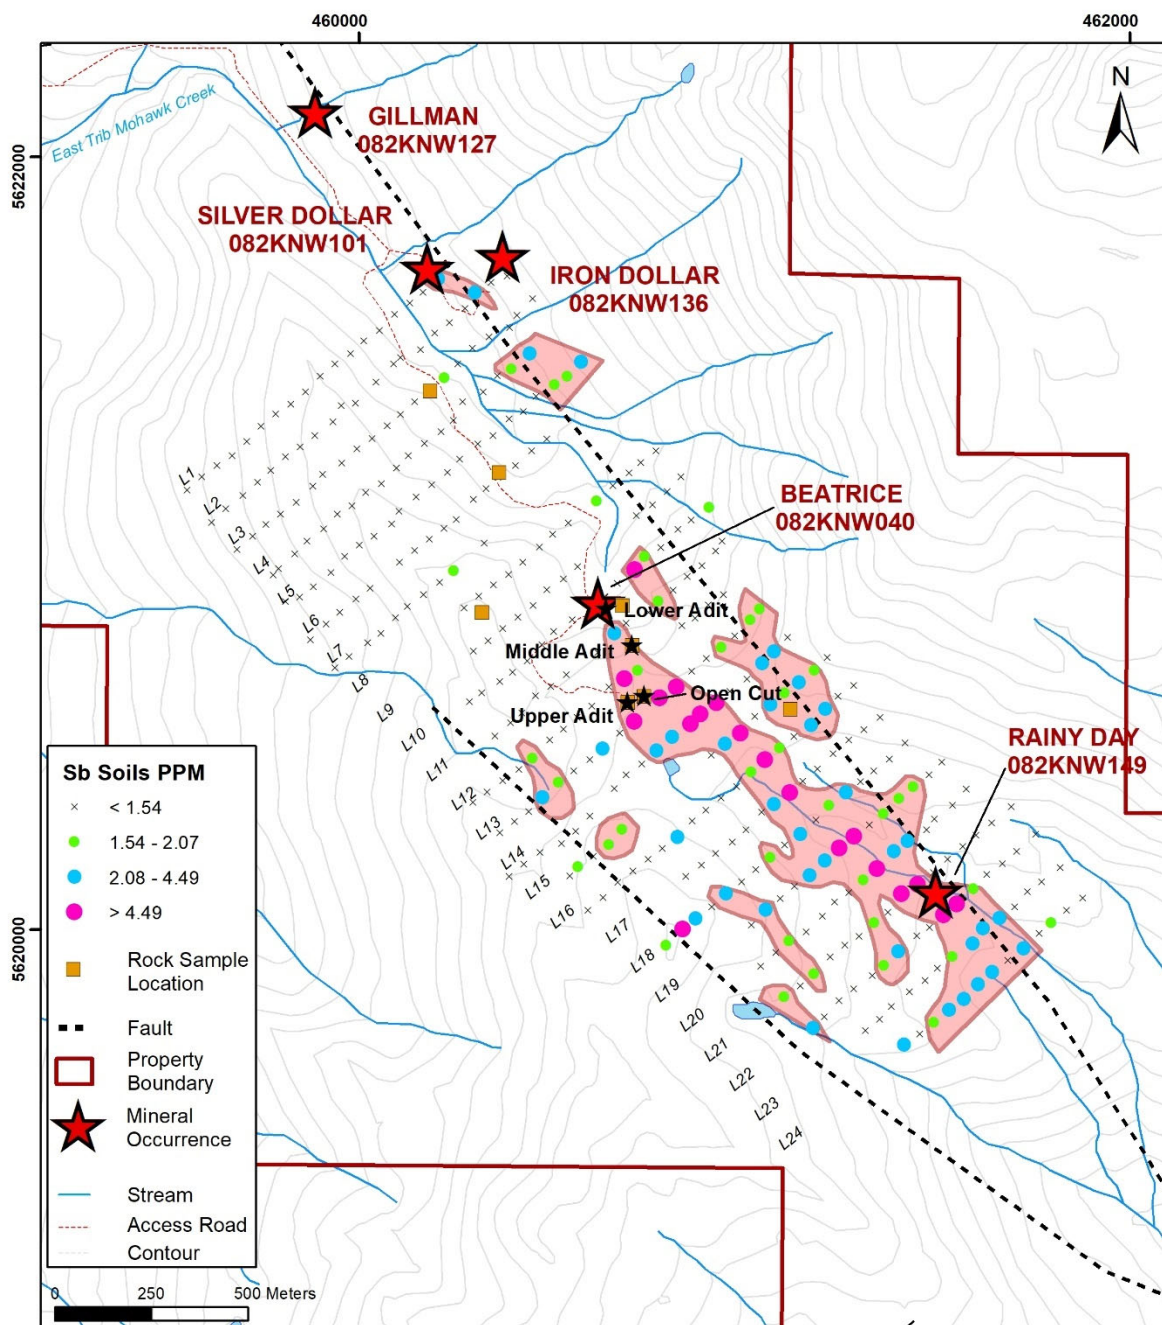 460000
462000
N
5622000
5620000
East Trib Mohawk Creek
GILLMAN
082KNW127
SILVER DOLLAR
082KNW101
IRON DOLLAR
082KNW136
BEATRICE
082KNW040
Lower Adit
Middle Adit
Open Cut
Upper Adit
RAINY DAY
082KNW149
L1
L2
L3
L4
L5
L6
L7
L8
L9
L10
L11
L12
L13
L14
L15
L16
L17
L18
L19
L20
L21
L22
L23
L24
Sb Soils PPM
< 1.54
1.54 - 2.07
2.08 - 4.49
> 4.49
Rock Sample
Location
Fault
Property
Boundary
Mineral
Occurrence
Stream
Access Road
Contour
0 250 500 Meters